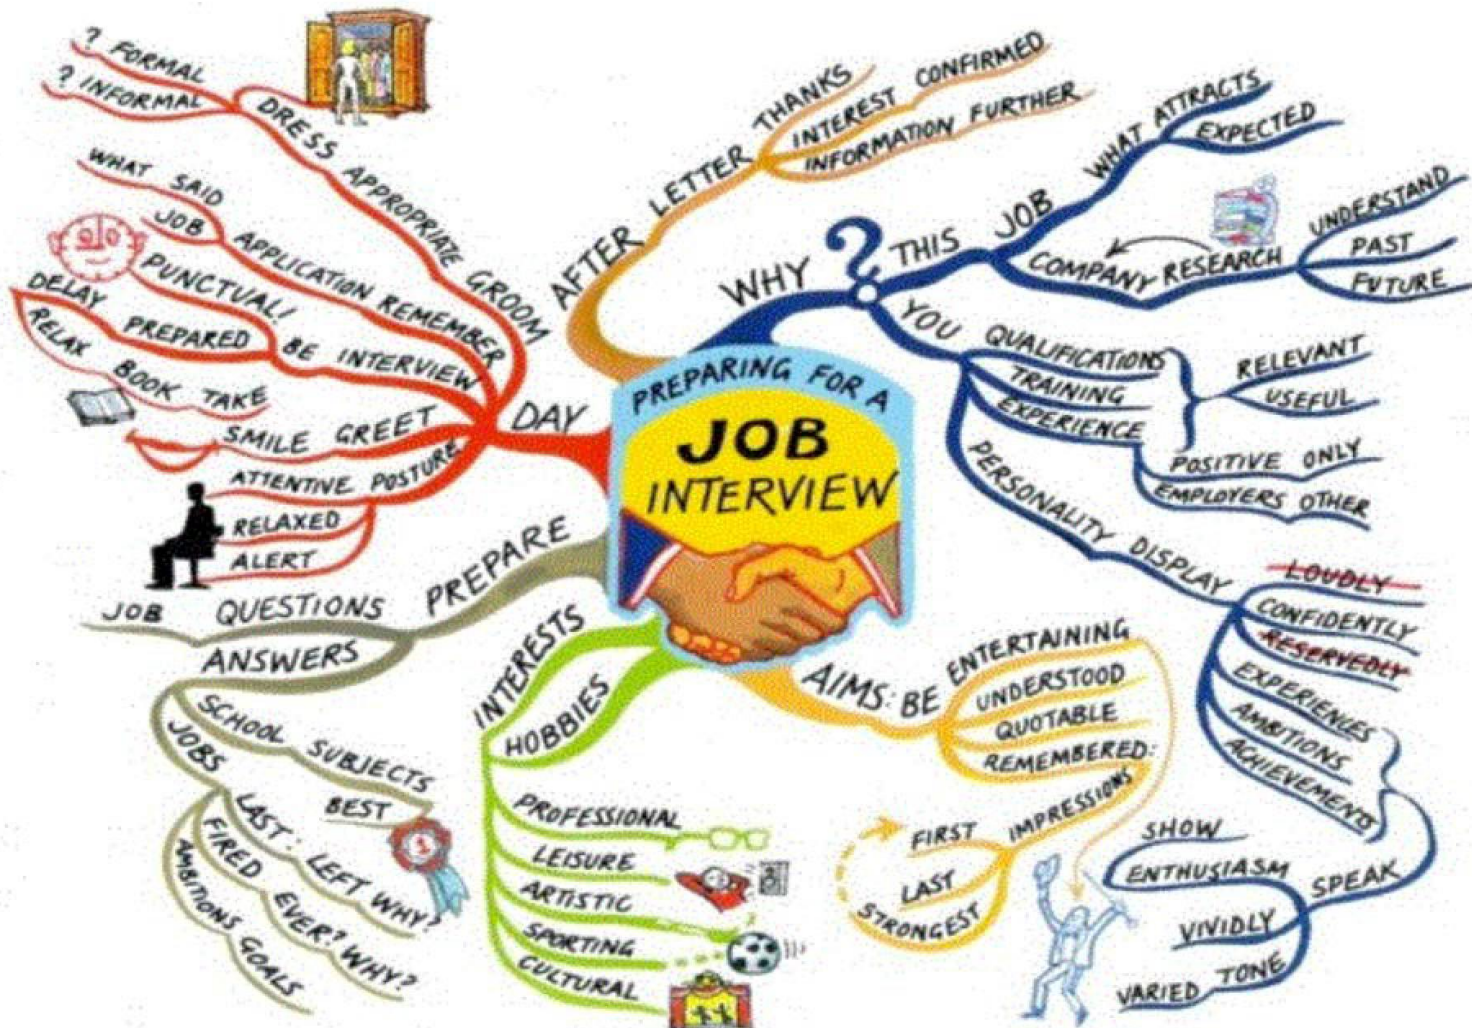 PREPARING FOR A
JOB
INTERVIEW
WHY ?
THIS JOB
WHAT ATTRACTS
EXPECTED
COMPANY RESEARCH
UNDERSTAND
PAST
FUTURE
YOU
QUALIFICATIONS
TRAINING
EXPERIENCE
RELEVANT
USEFUL
POSITIVE ONLY
EMPLOYERS OTHER
PERSONALITY DISPLAY
LOUDLY
CONFIDENTLY
RESERVEDLY
EXPERIENCES
AMBITIONS
ACHIEVEMENTS
SPEAK
SHOW
ENTHUSIASM
VIVIDLY
VARIED TONE
AIMS: BE
ENTERTAINING
UNDERSTOOD
QUOTABLE
REMEMBERED:
IMPRESSIONS
FIRST
LAST
STRONGEST
INTERESTS
HOBBIES
PROFESSIONAL
LEISURE
ARTISTIC
SPORTING
CULTURAL
PREPARE
QUESTIONS
JOB
ANSWERS
SCHOOL SUBJECTS
BEST
1
JOBS
LAST: LEFT WHY?
FIRED EVER? WHY?
AMBITIONS GOALS
DAY
DRESS APPROPRIATE GROOM
? FORMAL
? INFORMAL
APPLICATION REMEMBER
WHAT SAID
JOB
BE INTERVIEW
PUNCTUAL!
PREPARED
DELAY
RELAX
BOOK TAKE
SMILE GREET
ATTENTIVE POSTURE
RELAXED
ALERT
AFTER LETTER
THANKS
INTEREST CONFIRMED
INFORMATION FURTHER